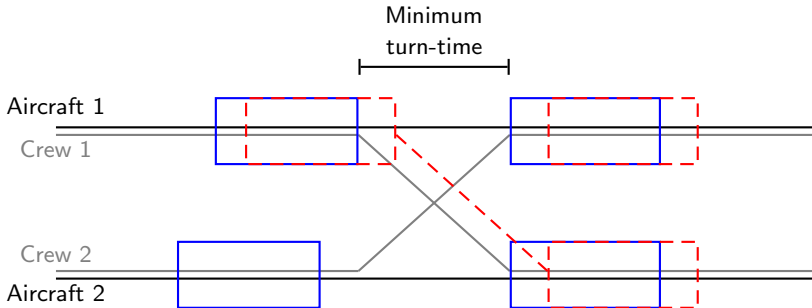 Minimum
turn-time
Aircraft 1
Crew 1
Crew 2
Aircraft 2